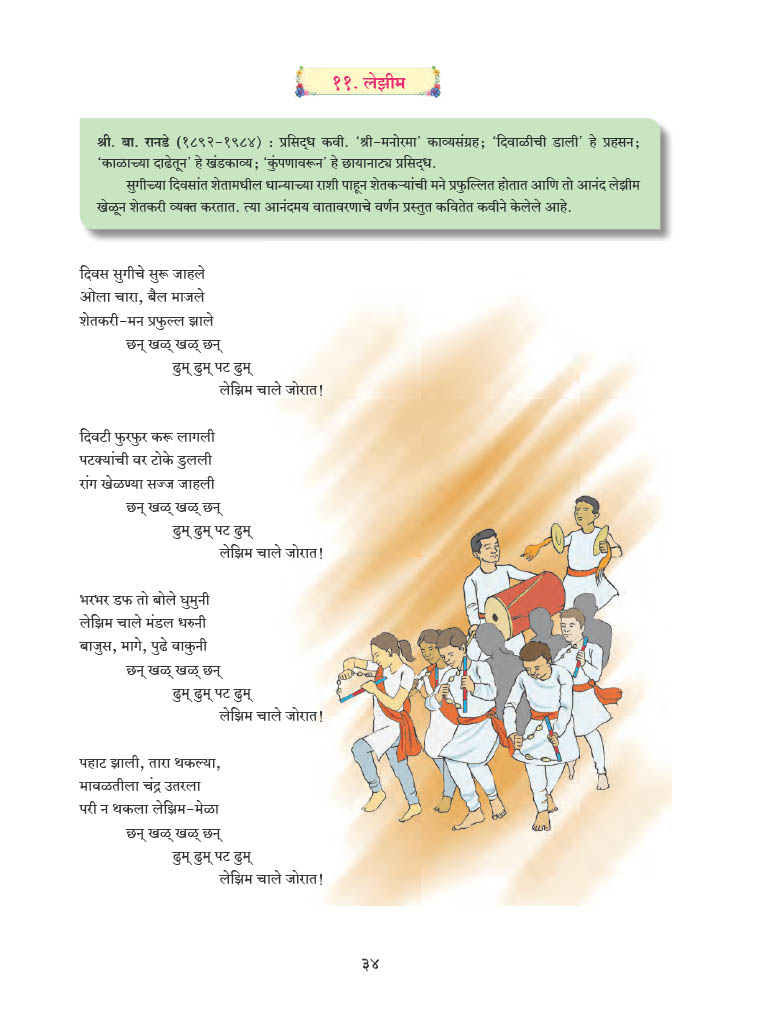 ११. लेझीम
श्री. बा. रानडे (१८९२-१९८४) : प्रसिद्ध कवी. ‘श्री-मनोरमा’ काव्यसंग्रह; ‘दिवाळीची डाली’ हे प्रहसन;
‘काळाच्या दाढेतून’ हे खंडकाव्य; ‘कुंपणावरून’ हे छायानाट्य प्रसिद्ध.
सुगीच्या दिवसांत शेतामधील धान्याच्या राशी पाहून शेतकऱ्यांची मने प्रफुल्लित होतात आणि तो आनंद लेझीम
खेळून शेतकरी व्यक्त करतात. त्या आनंदमय वातावरणाचे वर्णन प्रस्तुत कवितेत कवीने केलेले आहे.
दिवस सुगीचे सुरू जाहले
ओला चारा, बैल माजले
शेतकरी-मन प्रफुल्ल झाले
छन् खळ् खळ् छन्
ढुम् ढुम् पट ढुम्
लेझिम चाले जोरात!
दिवटी फुरफुर करू लागली
पटक्यांची वर टोके डुलली
रांग खेळण्या सज्ज जाहली
छन् खळ् खळ् छन्
ढुम् ढुम् पट ढुम्
लेझिम चाले जोरात!
भरभर डफ तो बोले घुमुनी
लेझिम चाले मंडल धरुनी
बाजुस, मागे, पुढे वाकुनी
छन् खळ् खळ् छन्
ढुम् ढुम् पट ढुम्
लेझिम चाले जोरात!
पहाट झाली, तारा थकल्या,
मावळतीला चंद्र उतरला
परी न थकला लेझिम-मेळा
छन् खळ् खळ् छन्
ढुम् ढुम् पट ढुम्
लेझिम चाले जोरात!
३४